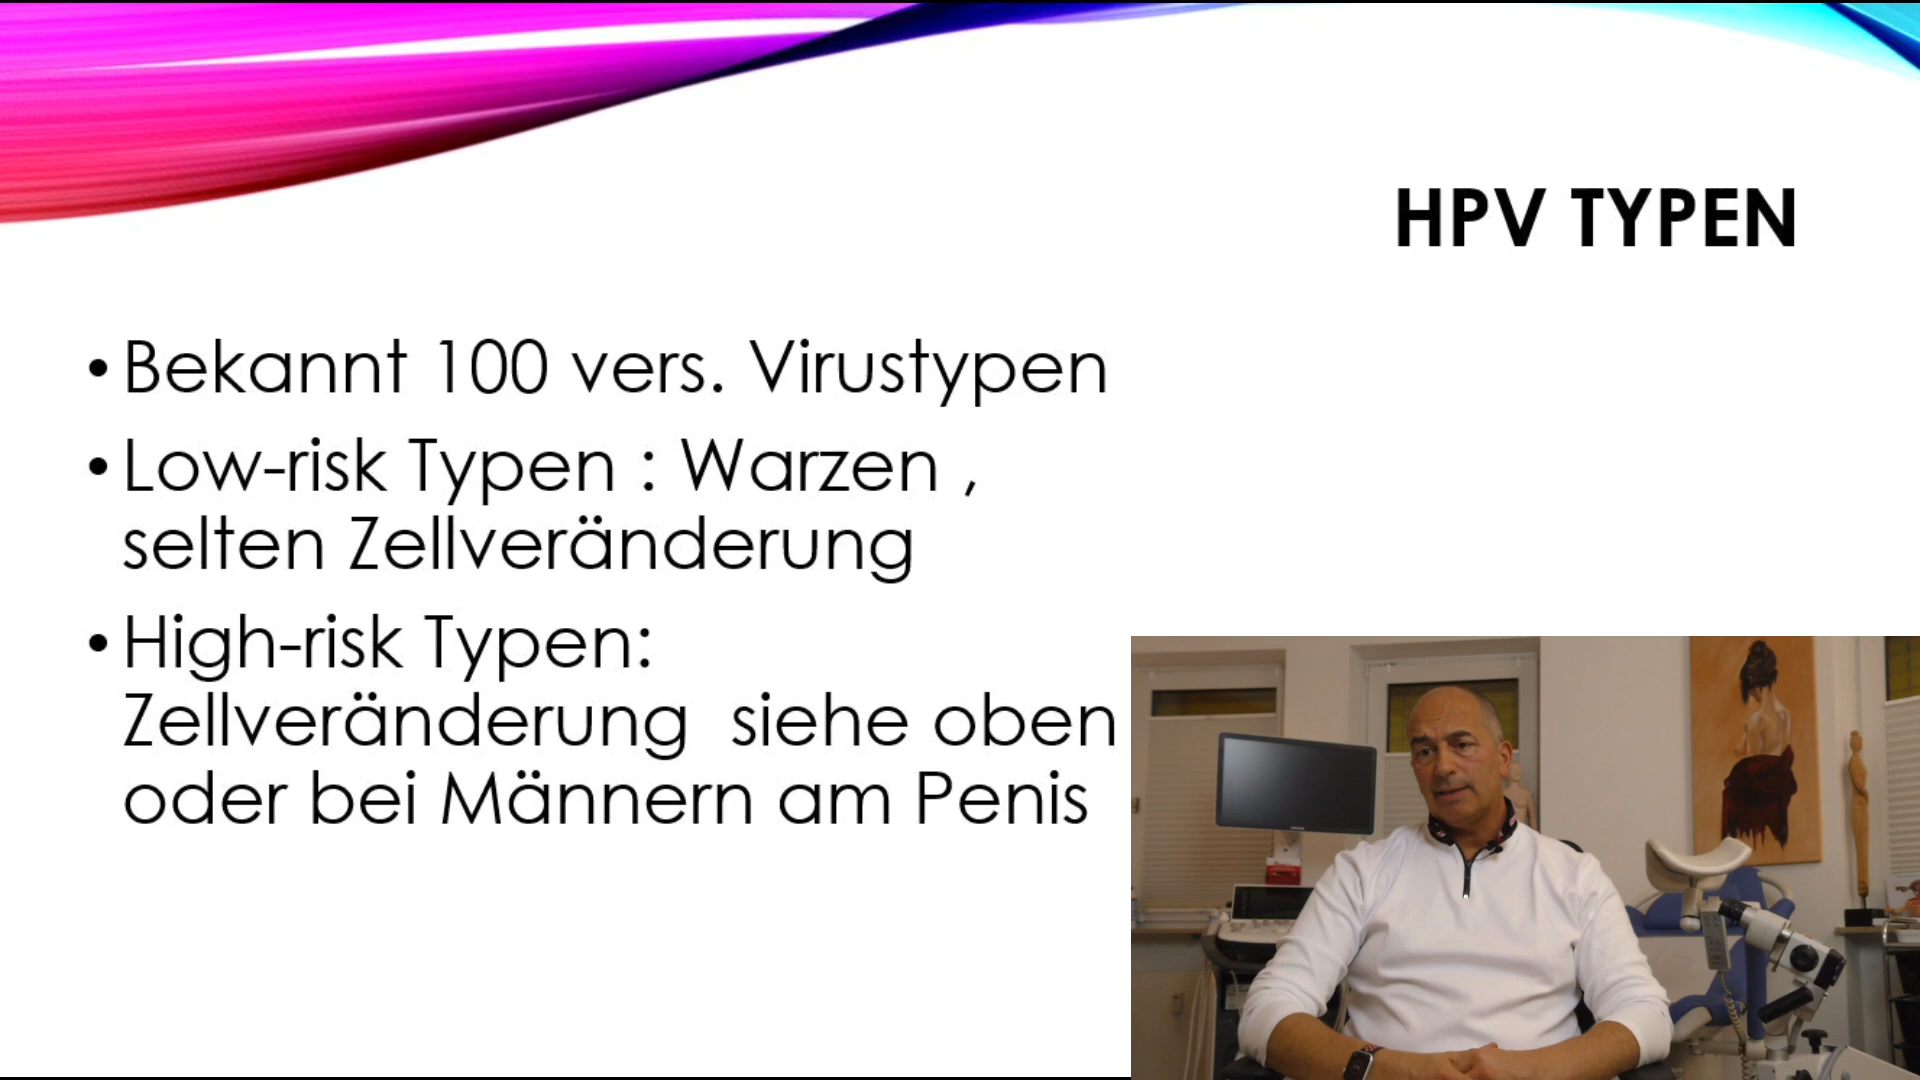 HPV TYPEN
• Bekannt 100 vers. Virustypen
• Low-risk Typen : Warzen ,
selten Zellveränderung
• High-risk Typen:
Zellveränderung  siehe oben
oder bei Männern am Penis